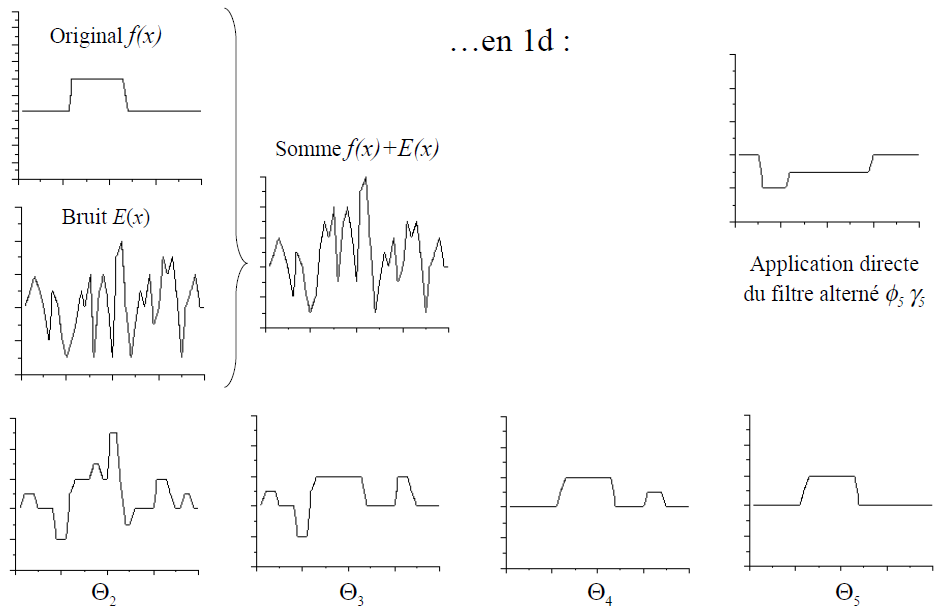 Original f(x)
…en 1d :
Somme f(x)+E(x)
Bruit E(x)
Application directe
du filtre alterné ϕ₅ γ₅
Θ₂
Θ₃
Θ₄
Θ₅